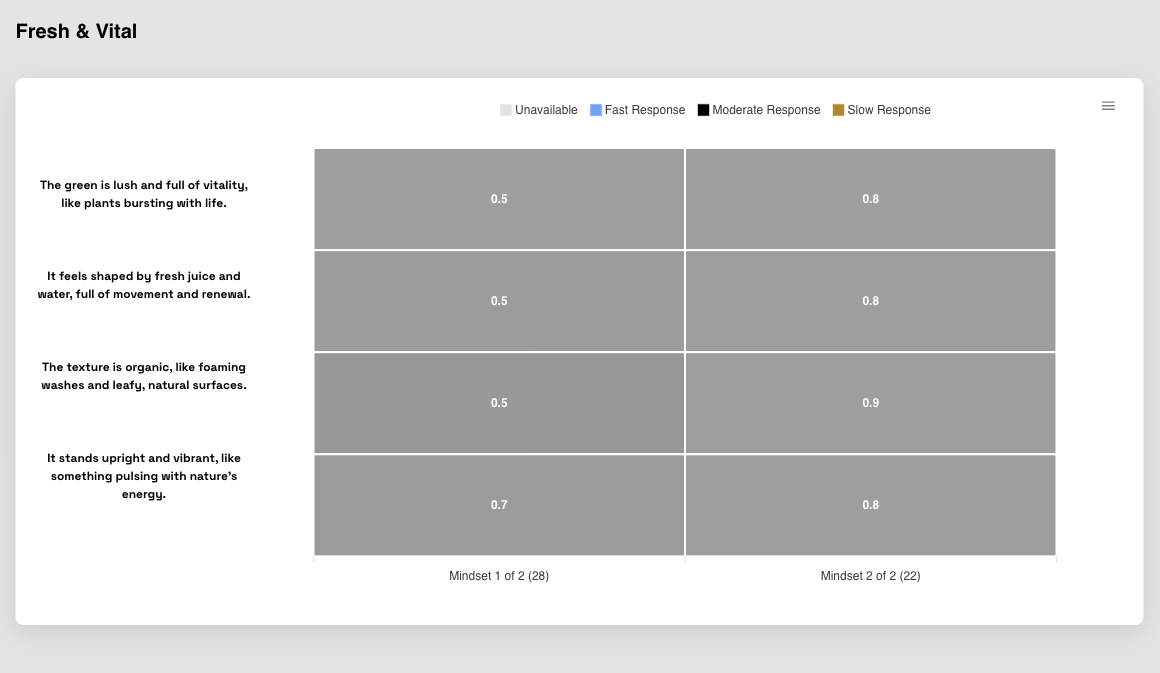 Fresh & Vital
Unavailable Fast Response Moderate Response Slow Response
The green is lush and full of vitality,
like plants bursting with life.
0.5 0.8
It feels shaped by fresh juice and
water, full of movement and renewal.
0.5 0.8
The texture is organic, like foaming
washes and leafy, natural surfaces.
0.5 0.9
It stands upright and vibrant, like
something pulsing with nature's
energy.
0.7 0.8
Mindset 1 of 2 (28) Mindset 2 of 2 (22)